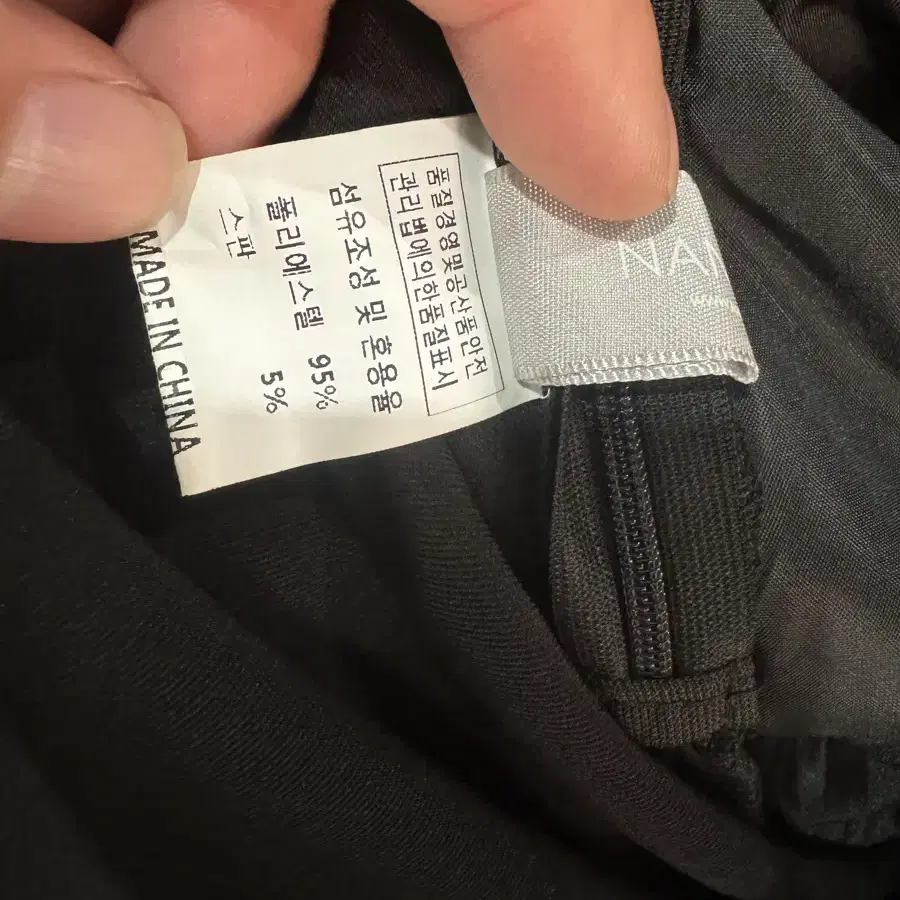 품질경영및공산품안전
관리법에의한품질표시
섬유조성 및 혼용율
폴리에스텔 95%
스판 5%
MADE IN CHINA